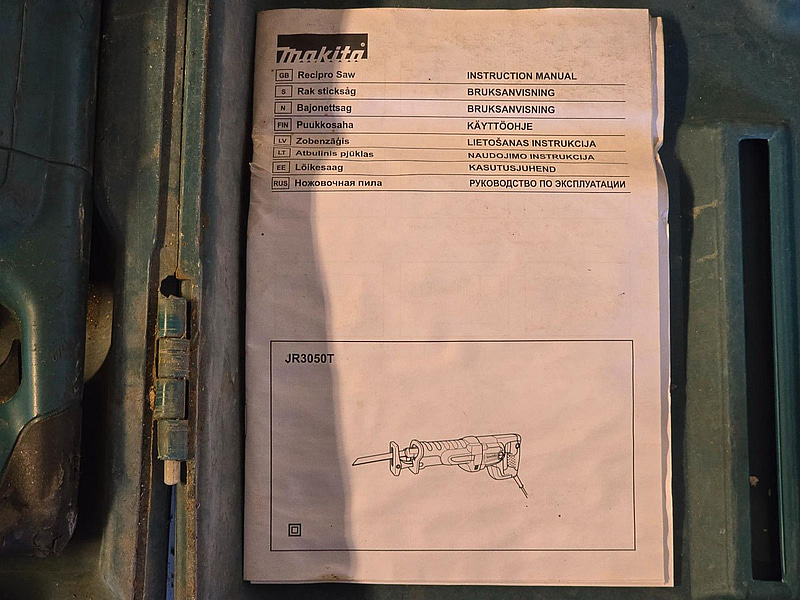 makita
GB Recipro Saw INSTRUCTION MANUAL
S Rak sticksåg BRUKSANVISNING
N Bajonettsag BRUKSANVISNING
FIN Puukkosaha KÄYTTÖOHJE
LV Zobenzāģis LIETOŠANAS INSTRUKCIJA
LT Atbulinis pjūklas NAUDOJIMO INSTRUKCIJA
EE Lõikesaag KASUTUSJUHEND
RUS Ножовочная пила РУКОВОДСТВО ПО ЭКСПЛУАТАЦИИ
JR3050T